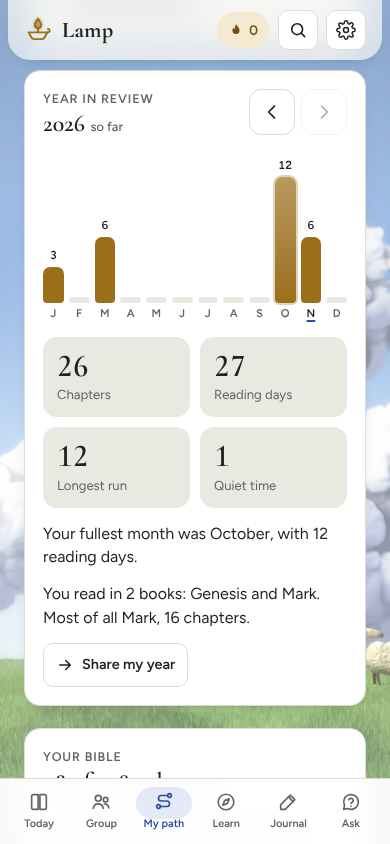 Lamp
0
YEAR IN REVIEW
2026 so far
12
6
6
3
J F M A M J J A S O N D
26
Chapters
27
Reading days
12
Longest run
1
Quiet time
Your fullest month was October, with 12
reading days.
You read in 2 books: Genesis and Mark.
Most of all Mark, 16 chapters.
Share my year
YOUR BIBLE
Today
Group
My path
Learn
Journal
Ask